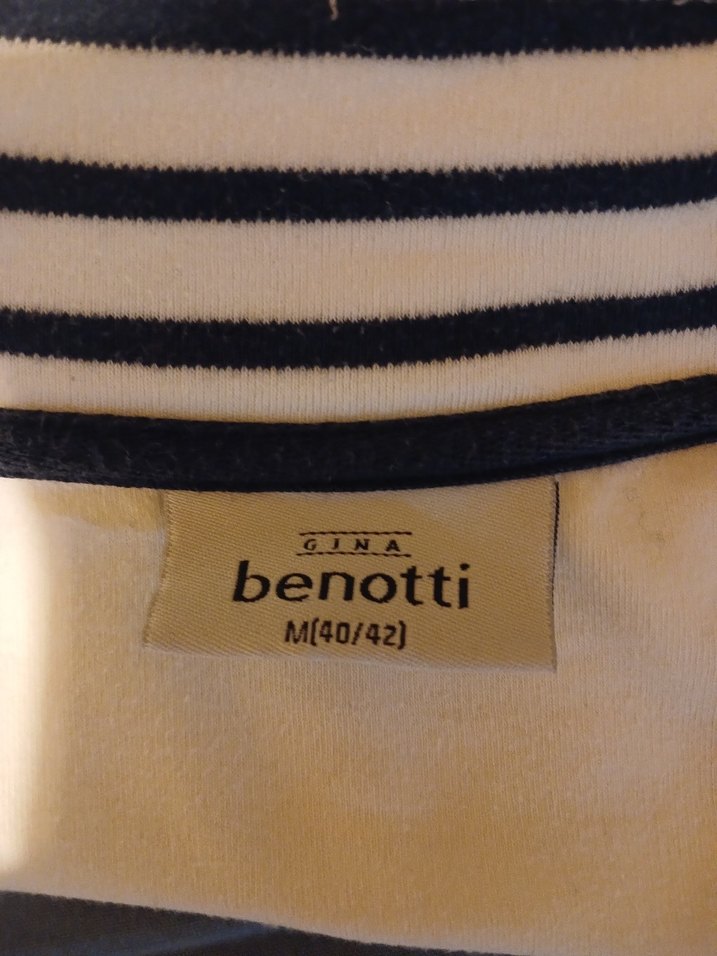 GINA
benotti
M(40/42)